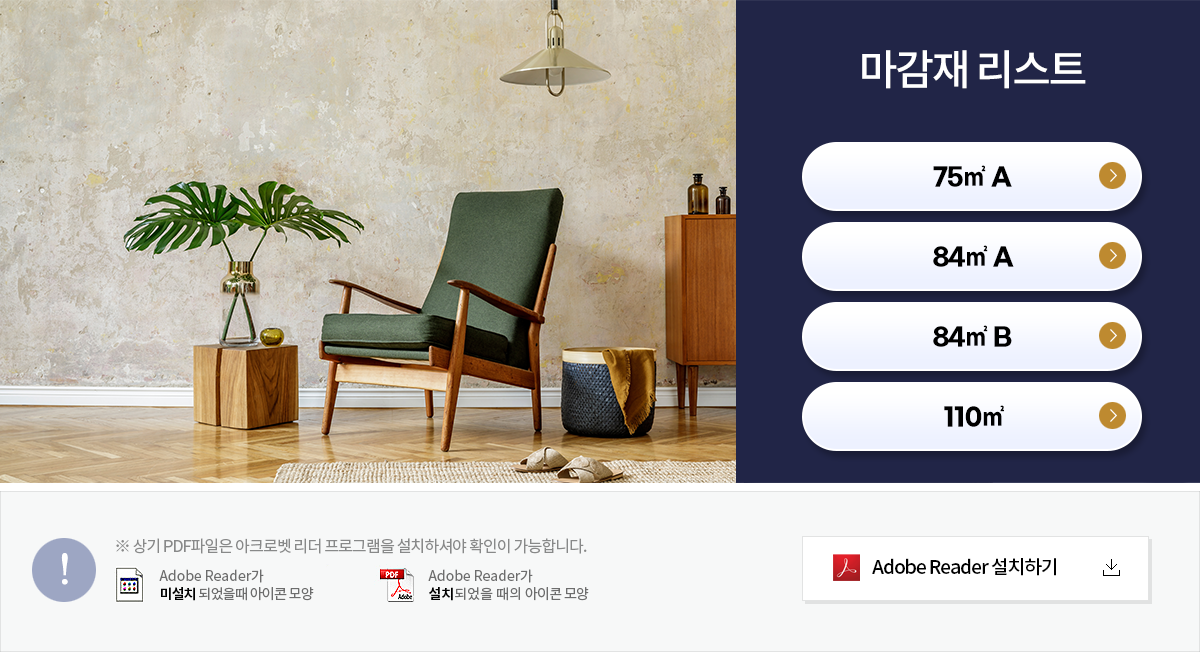 마감재 리스트
75㎡ A
84㎡ A
84㎡ B
110㎡
※ 상기 PDF파일은 아크로벳 리더 프로그램을 설치하셔야 확인이 가능합니다.
Adobe Reader가
미설치 되었을때 아이콘 모양
PDF
Adobe
Adobe Reader가
설치되었을 때의 아이콘 모양
Adobe Reader 설치하기